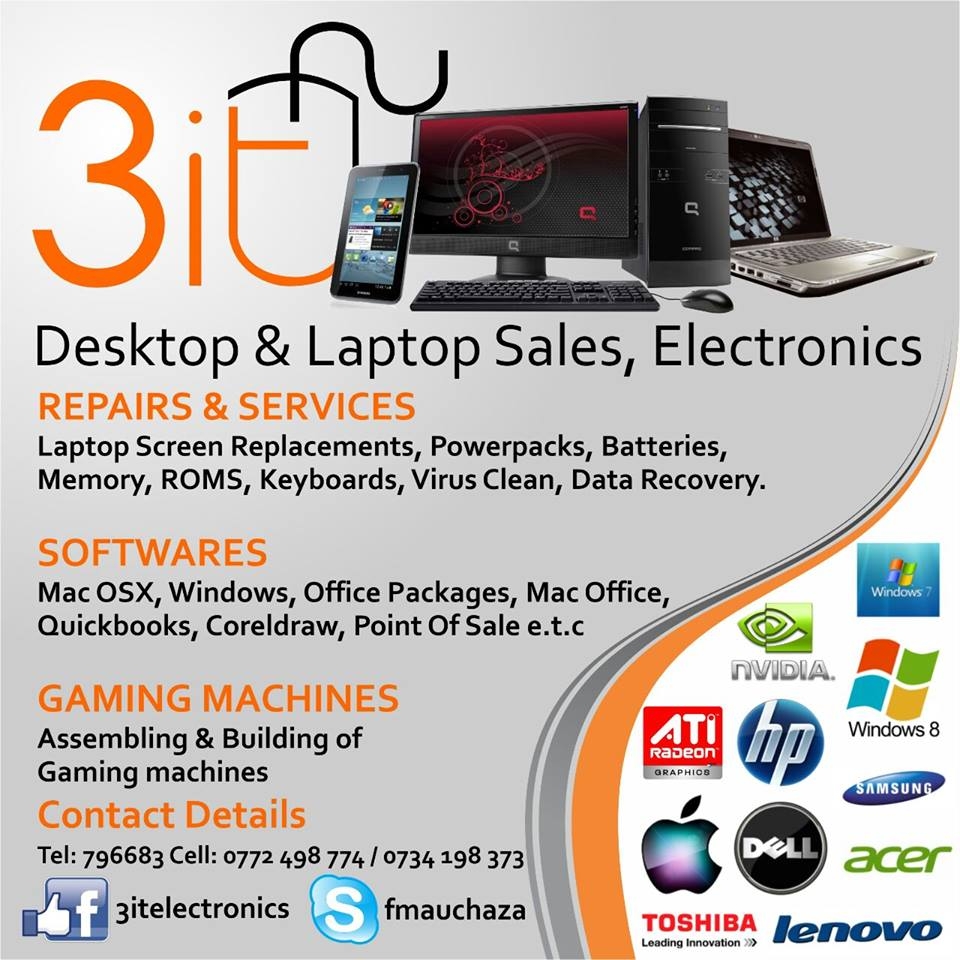 3it
Desktop & Laptop Sales, Electronics
REPAIRS & SERVICES
Laptop Screen Replacements, Powerpacks, Batteries,
Memory, ROMS, Keyboards, Virus Clean, Data Recovery.
SOFTWARES
Mac OSX, Windows, Office Packages, Mac Office,
Quickbooks, Coreldraw, Point Of Sale e.t.c
GAMING MACHINES
Assembling & Building of
Gaming machines
Contact Details
Tel: 796683 Cell: 0772 498 774 / 0734 198 373
f 3itelectronics
S fmauchaza
Windows 7
NVIDIA.
Windows 8
ATI
RADEON
GRAPHICS
hp
SAMSUNG
DELL
acer
TOSHIBA
Leading Innovation >>>
lenovo